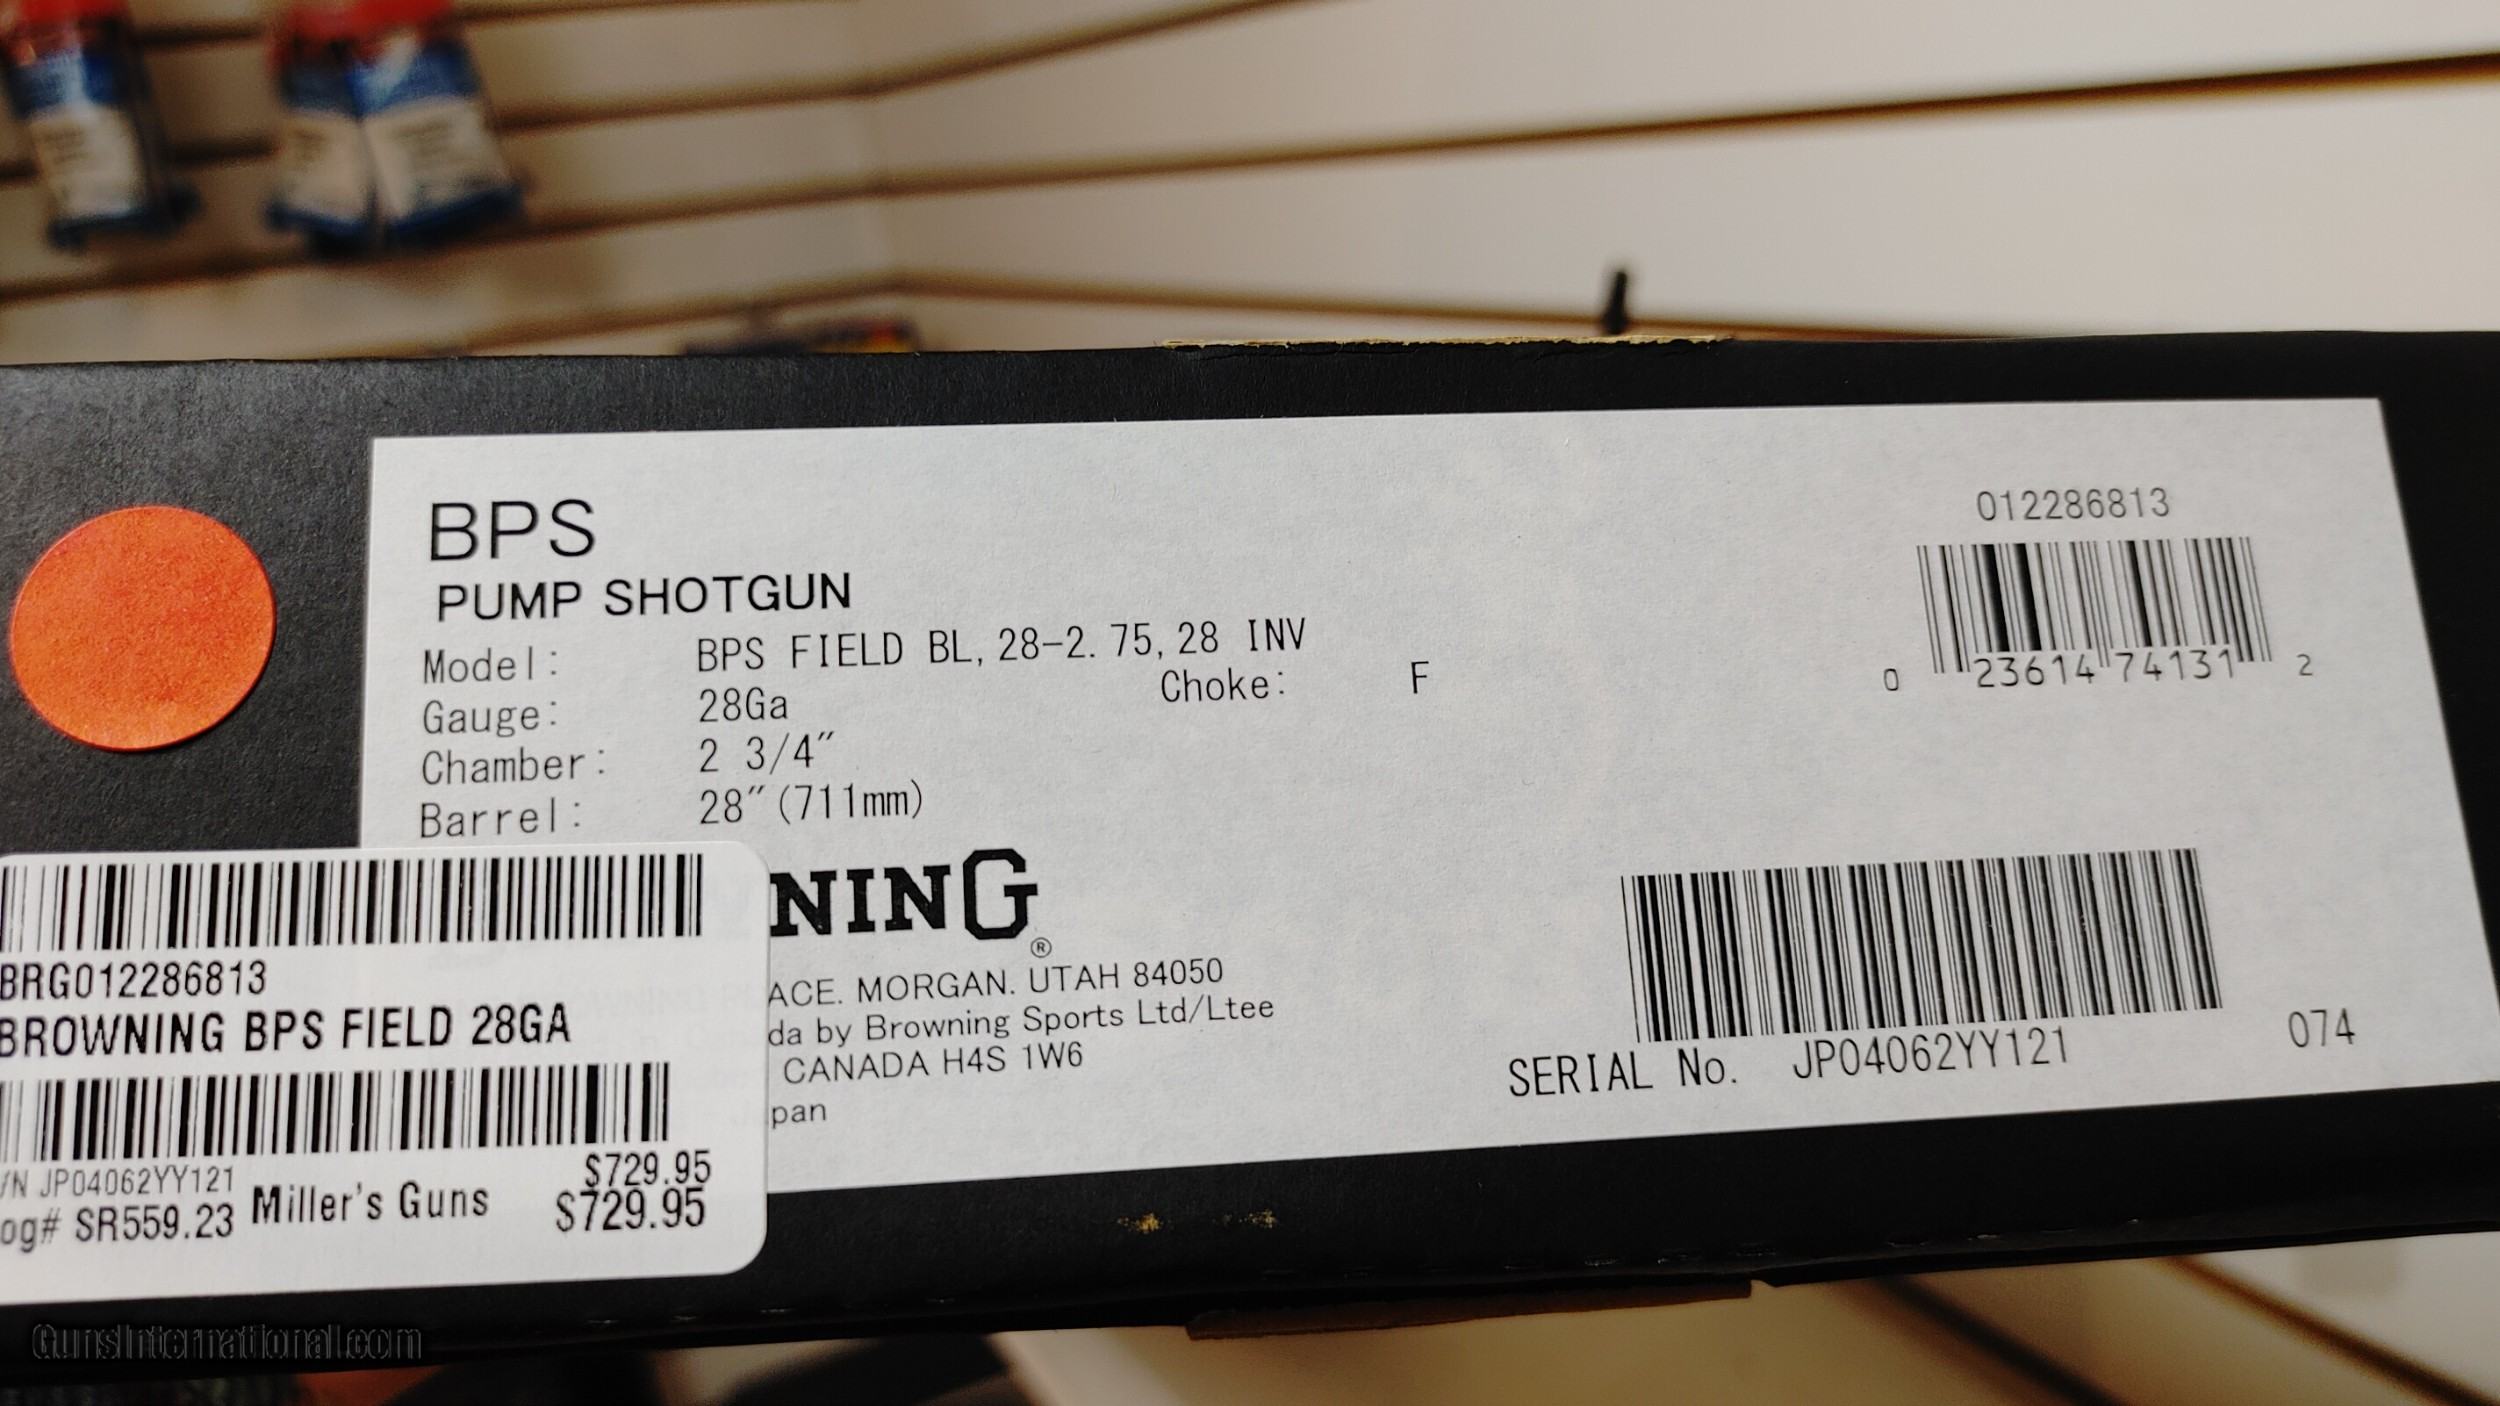 BPS
PUMP SHOTGUN
Model: BPS FIELD BL, 28-2.75, 28 INV
Gauge: 28Ga Choke: F
Chamber: 2 3/4"
Barrel: 28"(711mm)
NING®
ACE. MORGAN. UTAH 84050
da by Browning Sports Ltd/Ltee
CANADA H4S 1W6
pan
012286813
0 23614 74131 2
SERIAL No. JP04062YY121
074
BRG012286813
BROWNING BPS FIELD 28GA
/N JP04062YY121
$729.95
og# SR559.23 Miller's Guns $729.95
GunsInternational.com